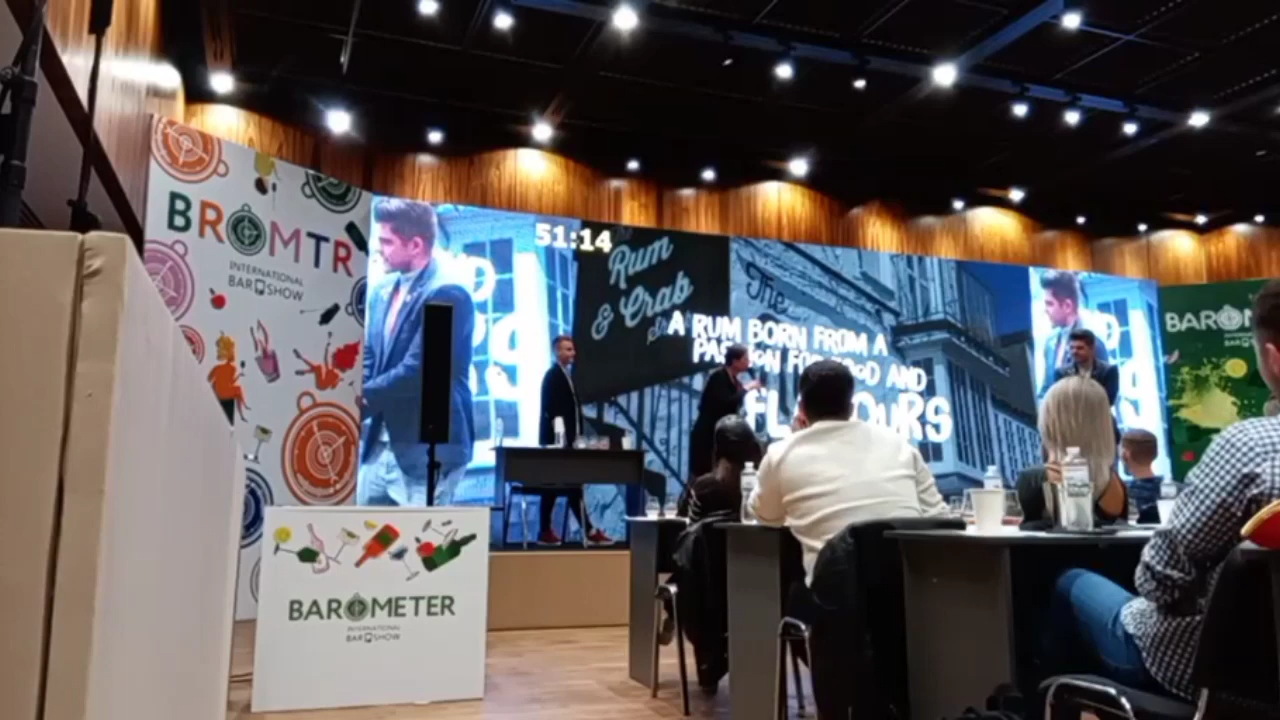 BROMTR
INTERNATIONAL
BAR SHOW
51:14
Rum
& Crab
The
A RUM BORN FROM A
PASSION FOR FOOD AND
FLAVOURS
BAROMETER
INTERNATIONAL
BAR SHOW